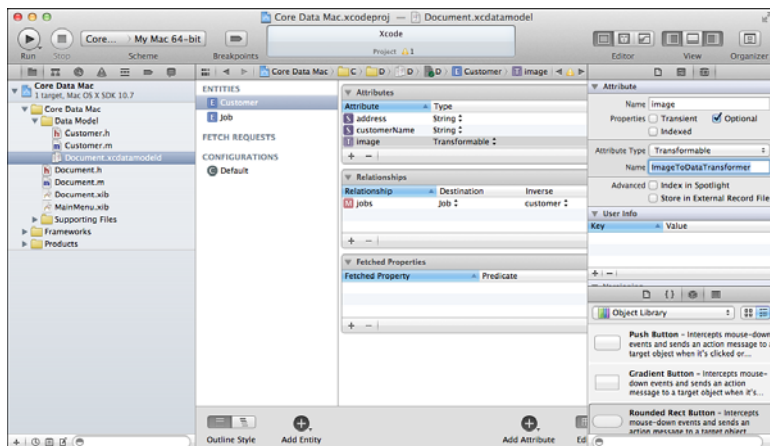 Core Data Mac.xcodeproj — Document.xcdatamodel
Run
Stop
Core... My Mac 64-bit
Scheme
Breakpoints
Xcode
Project 1
Editor
View
Organizer
Core Data Mac
1 target, Mac OS X SDK 10.7
Core Data Mac
Data Model
Customer.h
Customer.m
Document.xcdatamodeld
Document.h
Document.m
Document.xib
MainMenu.xib
Supporting Files
Frameworks
Products
Core Data Mac C D D D Customer image
ENTITIES
E Customer
E Job
FETCH REQUESTS
CONFIGURATIONS
C Default
Attributes
Attribute Type
S address String
S customerName String
T image Transformable
+ −
Relationships
Relationship Destination Inverse
M jobs Job customer
+ −
Fetched Properties
Fetched Property Predicate
+ −
Outline Style
Add Entity
Add Attribute
Edi
Attribute
Name image
Properties Transient Optional
Indexed
Attribute Type Transformable
Name ImageToDataTransformer
Advanced Index in Spotlight
Store in External Record File
User Info
Key Value
+ −
Object Library
Push Button – Intercepts mouse-down
events and sends an action message to a
target object when it's clicked or...
Gradient Button – Intercepts mouse-
down events and sends an action
message to a target object when it's...
Rounded Rect Button – Intercepts
mouse-down events and sends an
action message to a target object...